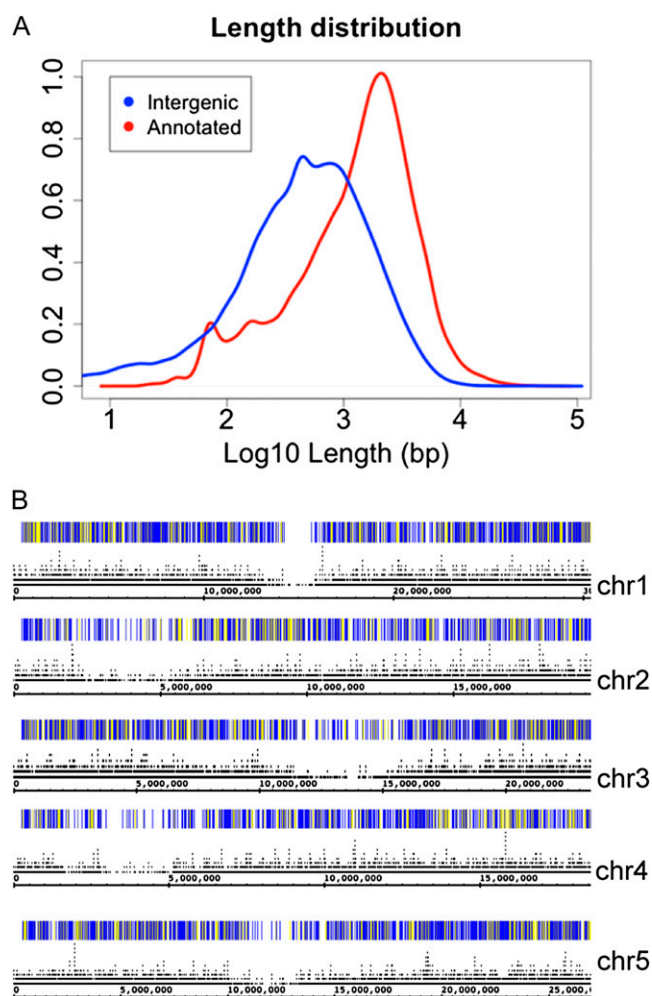 A
Length distribution
Intergenic
Annotated
1.0
0.8
0.6
0.4
0.2
0.0
1 2 3 4 5
Log10 Length (bp)
B
0 10,000,000 20,000,000 30
chr1
0 5,000,000 10,000,000 15,000,000
chr2
0 5,000,000 10,000,000 15,000,000 20,000,000
chr3
0 5,000,000 10,000,000 15,000,000
chr4
0 5,000,000 10,000,000 15,000,000 20,000,000 25,000,0
chr5